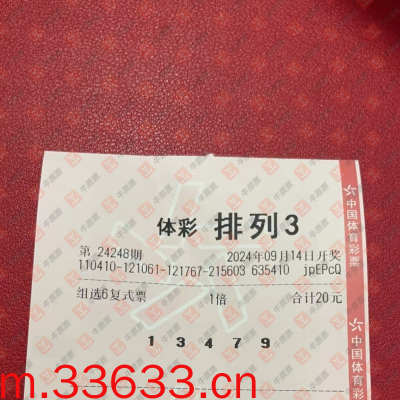 体彩 排列3
第 24248期 2024年09月14日开奖
110410-121061-121767-215603 635410 jpEPcQ
组选6复式票 1倍 合计20元
1 3 4 7 9
中国体育彩票
中国体育彩
m.33633.cn